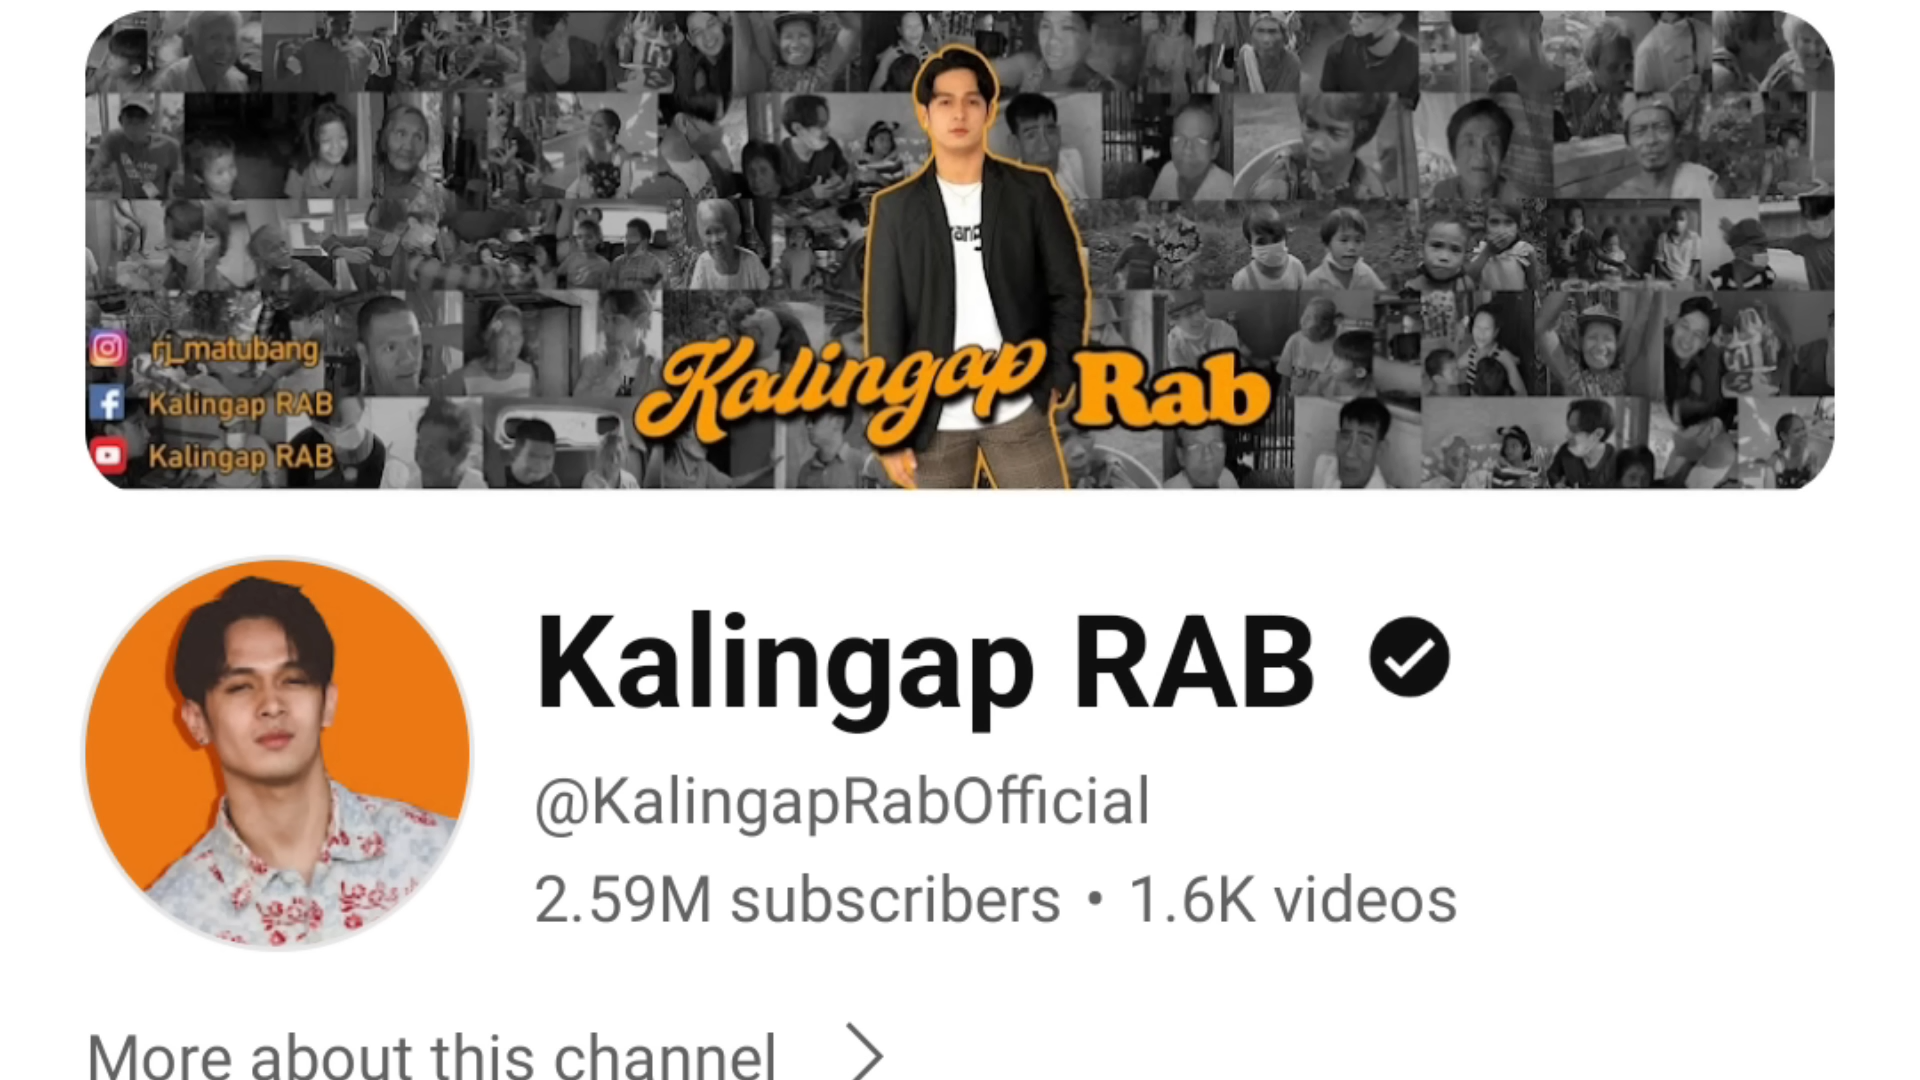 rj_matubang
Kalingap RAB
Kalingap RAB
Kalingap Rab
Kalingap RAB
@KalingapRabOfficial
2.59M subscribers • 1.6K videos
More about this channel